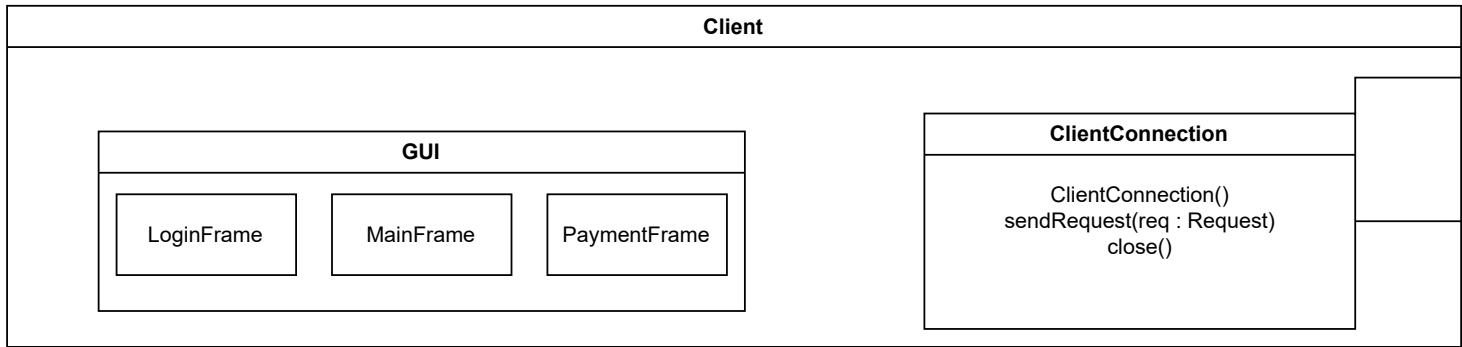 Client
GUI
LoginFrame
MainFrame
PaymentFrame
ClientConnection
ClientConnection()
sendRequest(req : Request)
close()